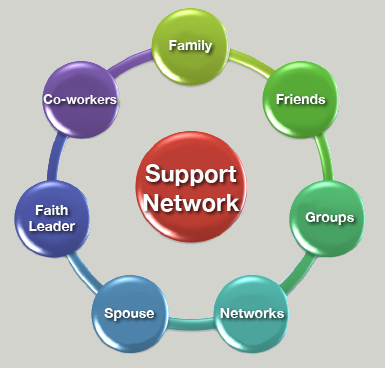 Family
Friends
Groups
Networks
Spouse
Faith
Leader
Co-workers
Support
Network